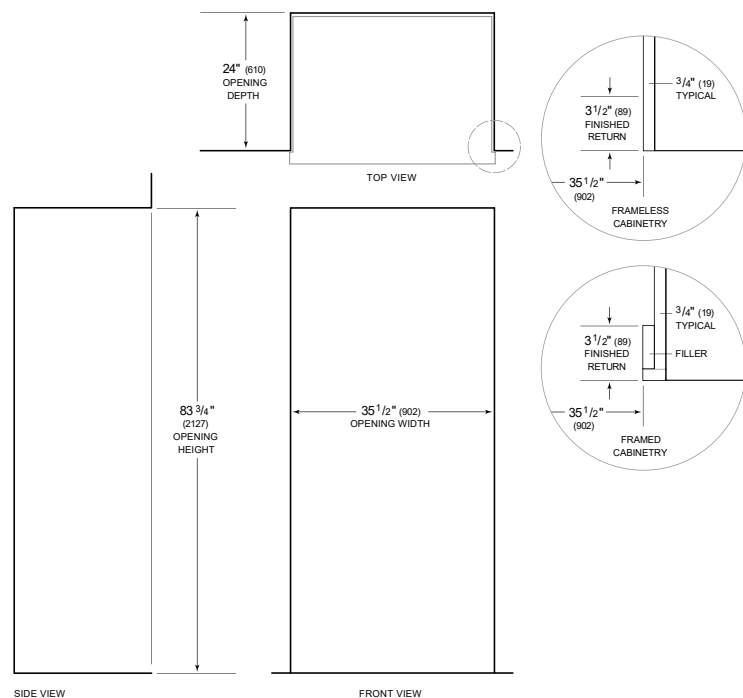 24" (610)
OPENING
DEPTH
TOP VIEW
3/4" (19)
TYPICAL
3 1/2" (89)
FINISHED
RETURN
35 1/2"
(902)
FRAMELESS
CABINETRY
3/4" (19)
TYPICAL
3 1/2" (89)
FINISHED
RETURN
FILLER
35 1/2"
(902)
FRAMED
CABINETRY
83 3/4"
(2127)
OPENING
HEIGHT
35 1/2" (902)
OPENING WIDTH
SIDE VIEW
FRONT VIEW